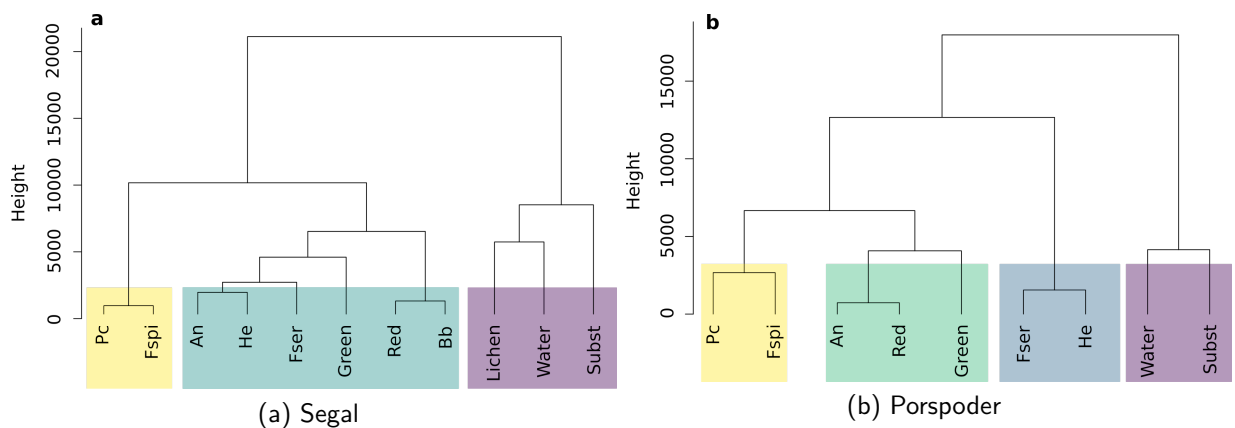 a
Height
0
5000
10000
15000
20000
Pc
Fspi
An
He
Fser
Green
Red
Bb
Lichen
Water
Subst
(a) Segal
b
Height
0
5000
10000
15000
Pc
Fspi
An
Red
Green
Fser
He
Water
Subst
(b) Porspoder